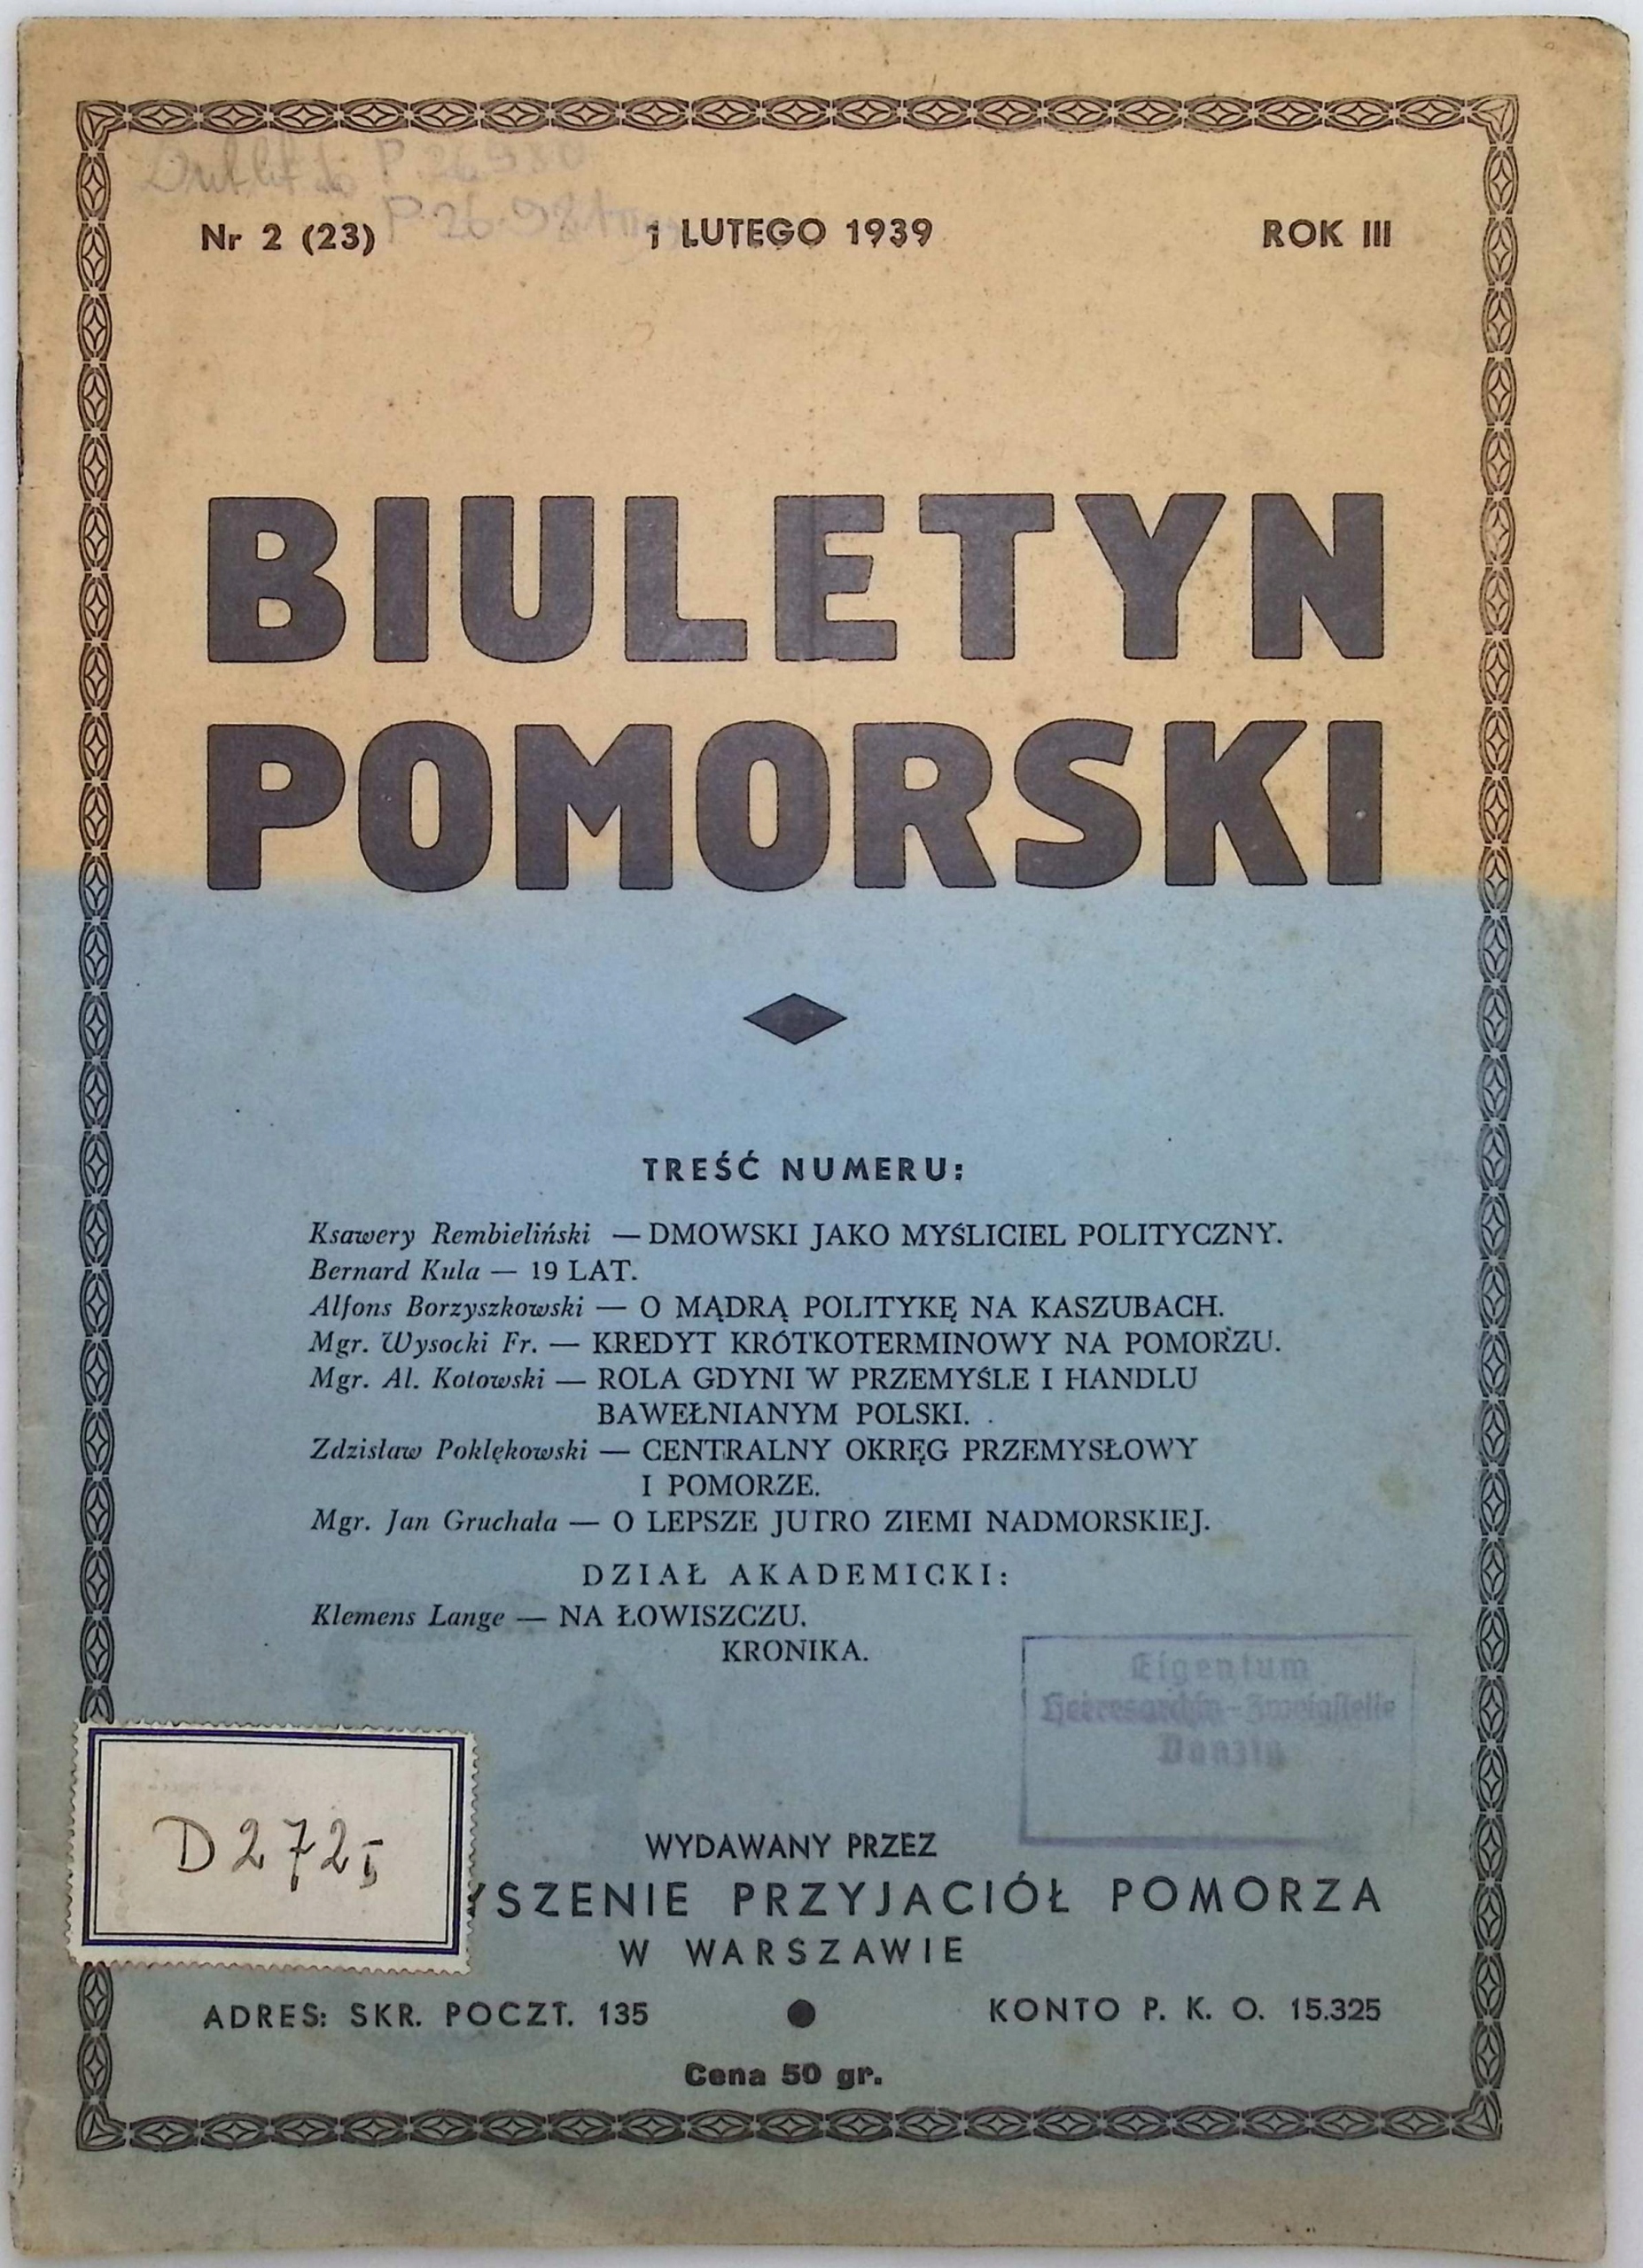 P. 26980
Nr 2 (23)
1 LUTEGO 1939
ROK III
BIULETYN
POMORSKI
TREŚĆ NUMERU:
Ksawery Rembieliński — DMOWSKI JAKO MYŚLICIEL POLITYCZNY.
Bernard Kula — 19 LAT.
Alfons Borzyszkowski — O MĄDRĄ POLITYKĘ NA KASZUBACH.
Mgr. Wysocki Fr. — KREDYT KRÓTKOTERMINOWY NA POMORZU.
Mgr. Al. Kotowski — ROLA GDYNI W PRZEMYŚLE I HANDLU
BAWEŁNIANYM POLSKI.
Zdzisław Poklękowski — CENTRALNY OKRĘG PRZEMYSŁOWY
I POMORZE.
Mgr. Jan Gruchała — O LEPSZE JUTRO ZIEMI NADMORSKIEJ.
DZIAŁ AKADEMICKI:
Klemens Lange — NA ŁOWISZCZU.
KRONIKA.
Eigentum
Heeresarchiv-Zweigstelle
Danzig
D 272 I
WYDAWANY PRZEZ
YSZENIE PRZYJACIÓŁ POMORZA
W WARSZAWIE
ADRES: SKR. POCZT. 135
KONTO P. K. O. 15.325
Cena 50 gr.